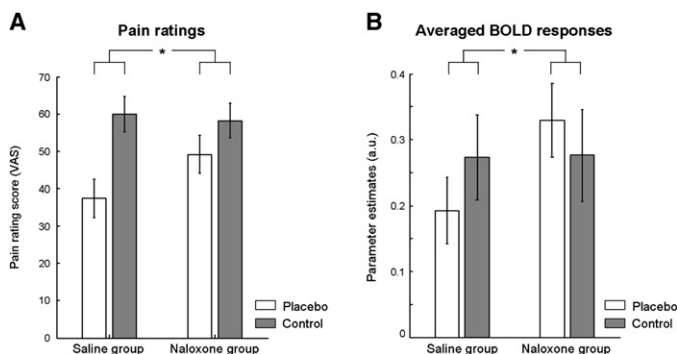 A
Pain ratings
*
70
60
50
40
30
20
10
0
Pain rating score (VAS)
Placebo
Control
Saline group
Naloxone group
B
Averaged BOLD responses
*
0.4
0.3
0.2
0.1
0
Parameter estimates (a.u.)
Placebo
Control
Saline group
Naloxone group